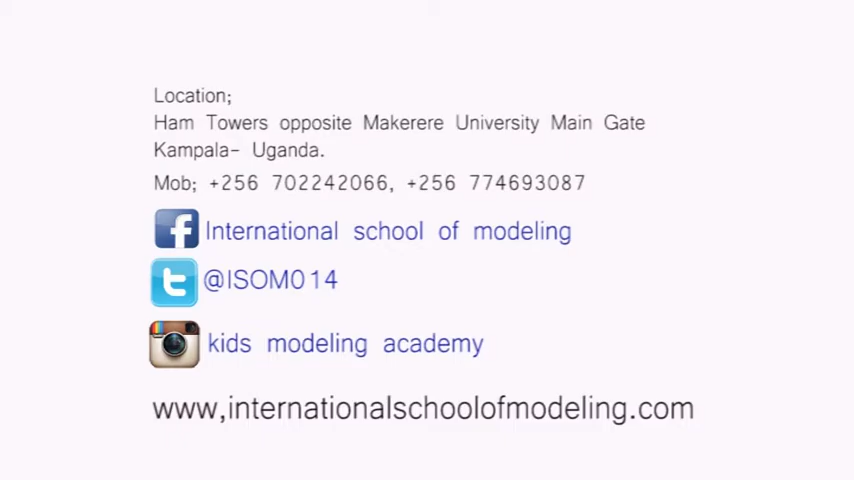 Location;
Ham Towers opposite Makerere University Main Gate
Kampala- Uganda.
Mob; +256 702242066, +256 774693087
International school of modeling
@ISOM014
kids modeling academy
www,internationalschoolofmodeling.com